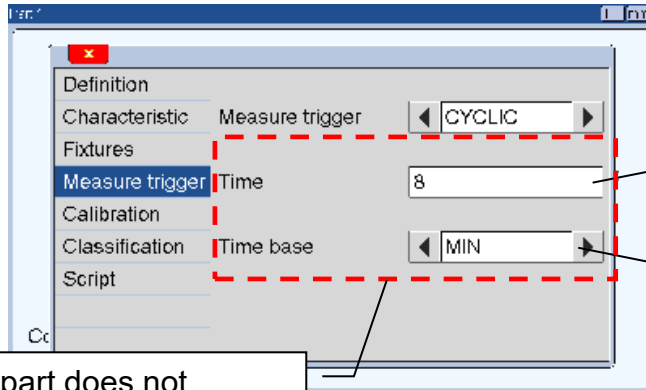 x
Definition
Characteristic Measure trigger CYCLIC
Fixtures
Measure trigger Time 8
Calibration
Classification Time base MIN
Script
part does not